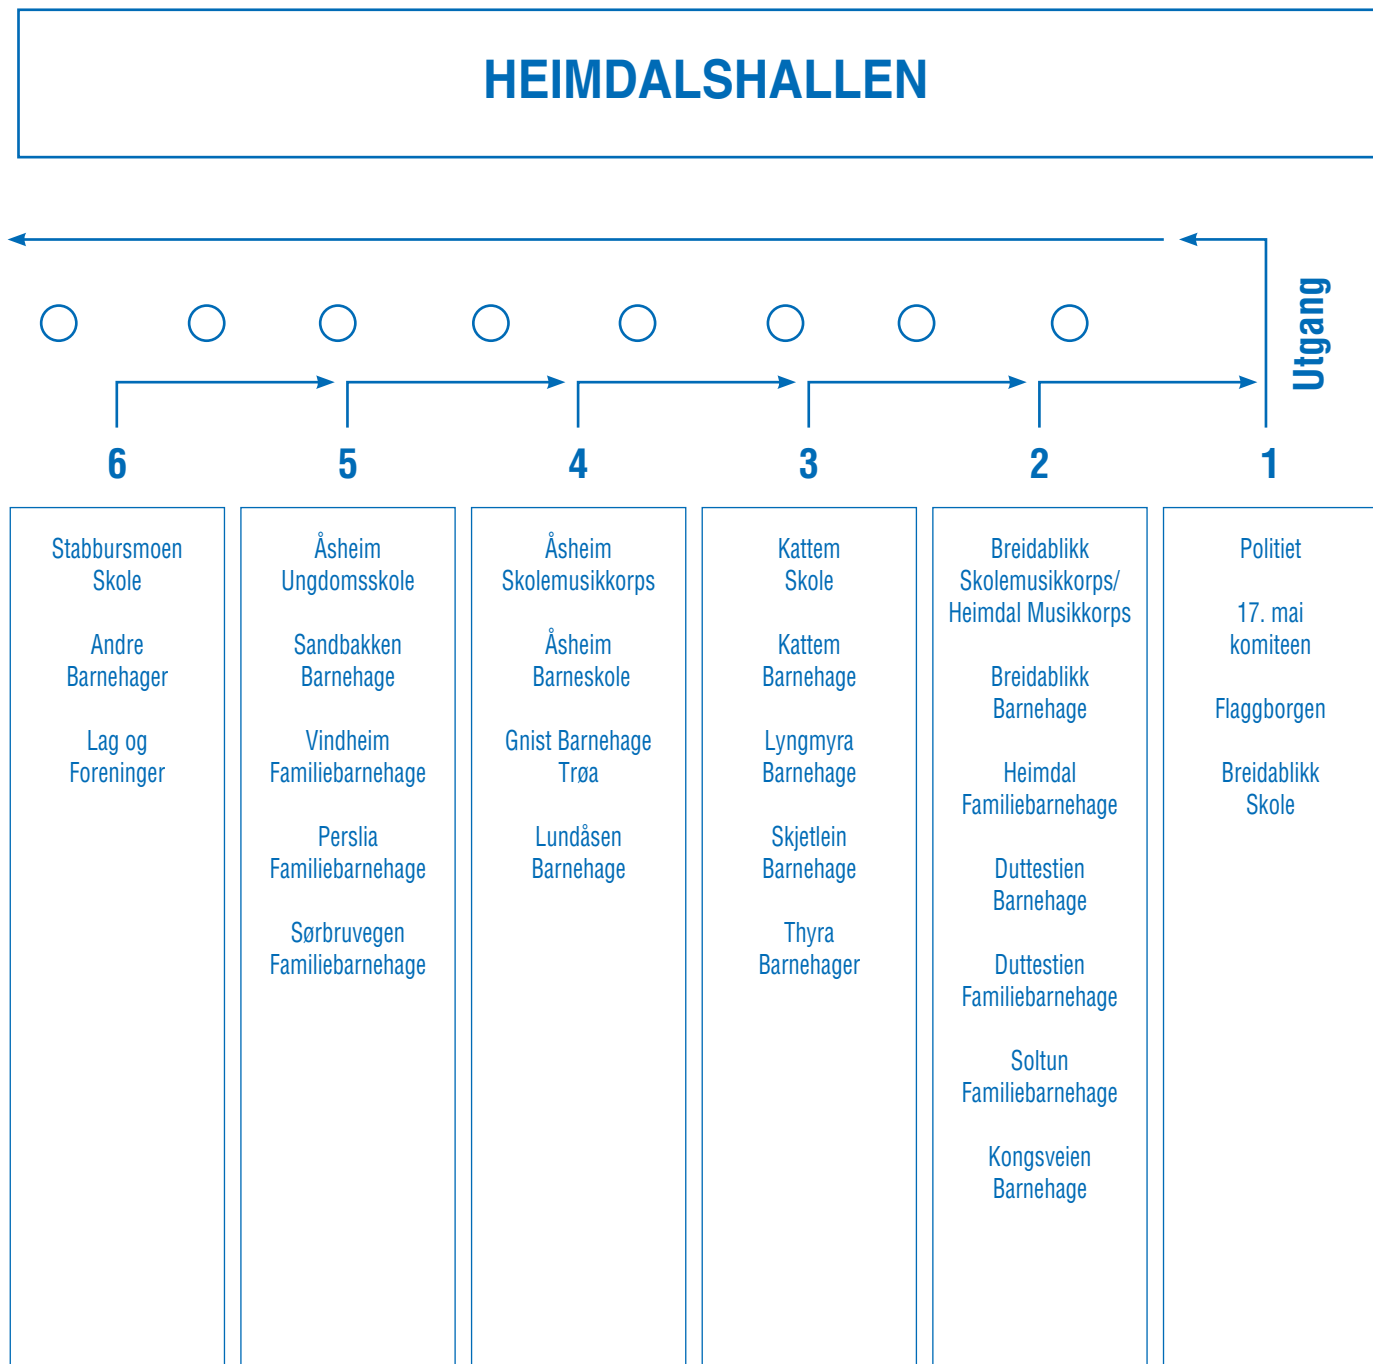 HEIMDALSHALLEN
Utgang
6
Stabbursmoen
Skole
Andre
Barnehager
Lag og
Foreninger
5
Åsheim
Ungdomsskole
Sandbakken
Barnehage
Vindheim
Familiebarnehage
Perslia
Familiebarnehage
Sørbruvegen
Familiebarnehage
4
Åsheim
Skolemusikkorps
Åsheim
Barneskole
Gnist Barnehage
Trøa
Lundåsen
Barnehage
3
Kattem
Skole
Kattem
Barnehage
Lyngmyra
Barnehage
Skjetlein
Barnehage
Thyra
Barnehager
2
Breidablikk
Skolemusikkorps/
Heimdal Musikkorps
Breidablikk
Barnehage
Heimdal
Familiebarnehage
Duttestien
Barnehage
Duttestien
Familiebarnehage
Soltun
Familiebarnehage
Kongsveien
Barnehage
1
Politiet
17. mai
komiteen
Flaggborgen
Breidablikk
Skole